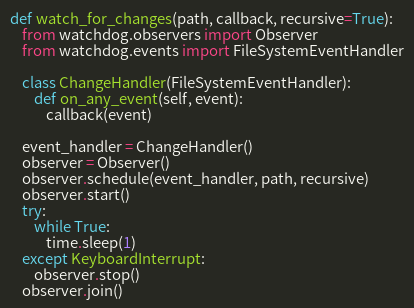 def watch_for_changes(path, callback, recursive=True):
    from watchdog.observers import Observer
    from watchdog.events import FileSystemEventHandler

    class ChangeHandler(FileSystemEventHandler):
        def on_any_event(self, event):
            callback(event)

    event_handler = ChangeHandler()
    observer = Observer()
    observer.schedule(event_handler, path, recursive)
    observer.start()
    try:
        while True:
            time.sleep(1)
    except KeyboardInterrupt:
        observer.stop()
    observer.join()